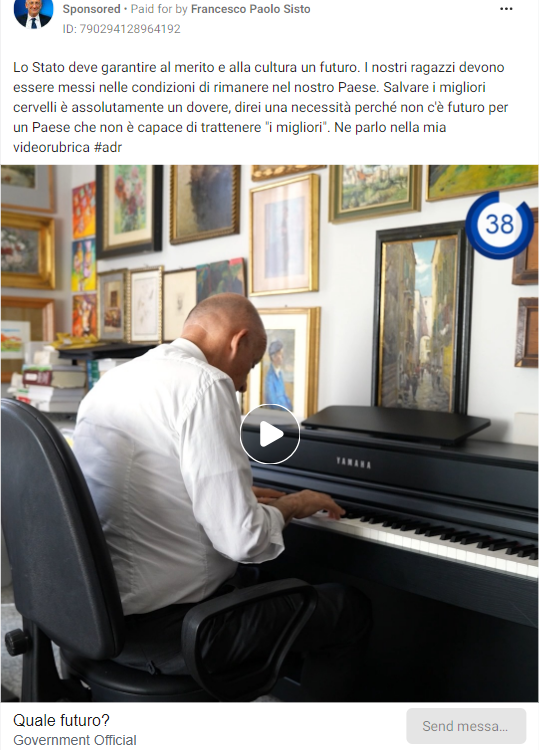 Sponsored • Paid for by Francesco Paolo Sisto
ID: 790294128964192
Lo Stato deve garantire al merito e alla cultura un futuro. I nostri ragazzi devono
essere messi nelle condizioni di rimanere nel nostro Paese. Salvare i migliori
cervelli è assolutamente un dovere, direi una necessità perché non c'è futuro per
un Paese che non è capace di trattenere "i migliori". Ne parlo nella mia
videorubrica #adr
38
YAMAHA
Quale futuro?
Government Official
Send messa...